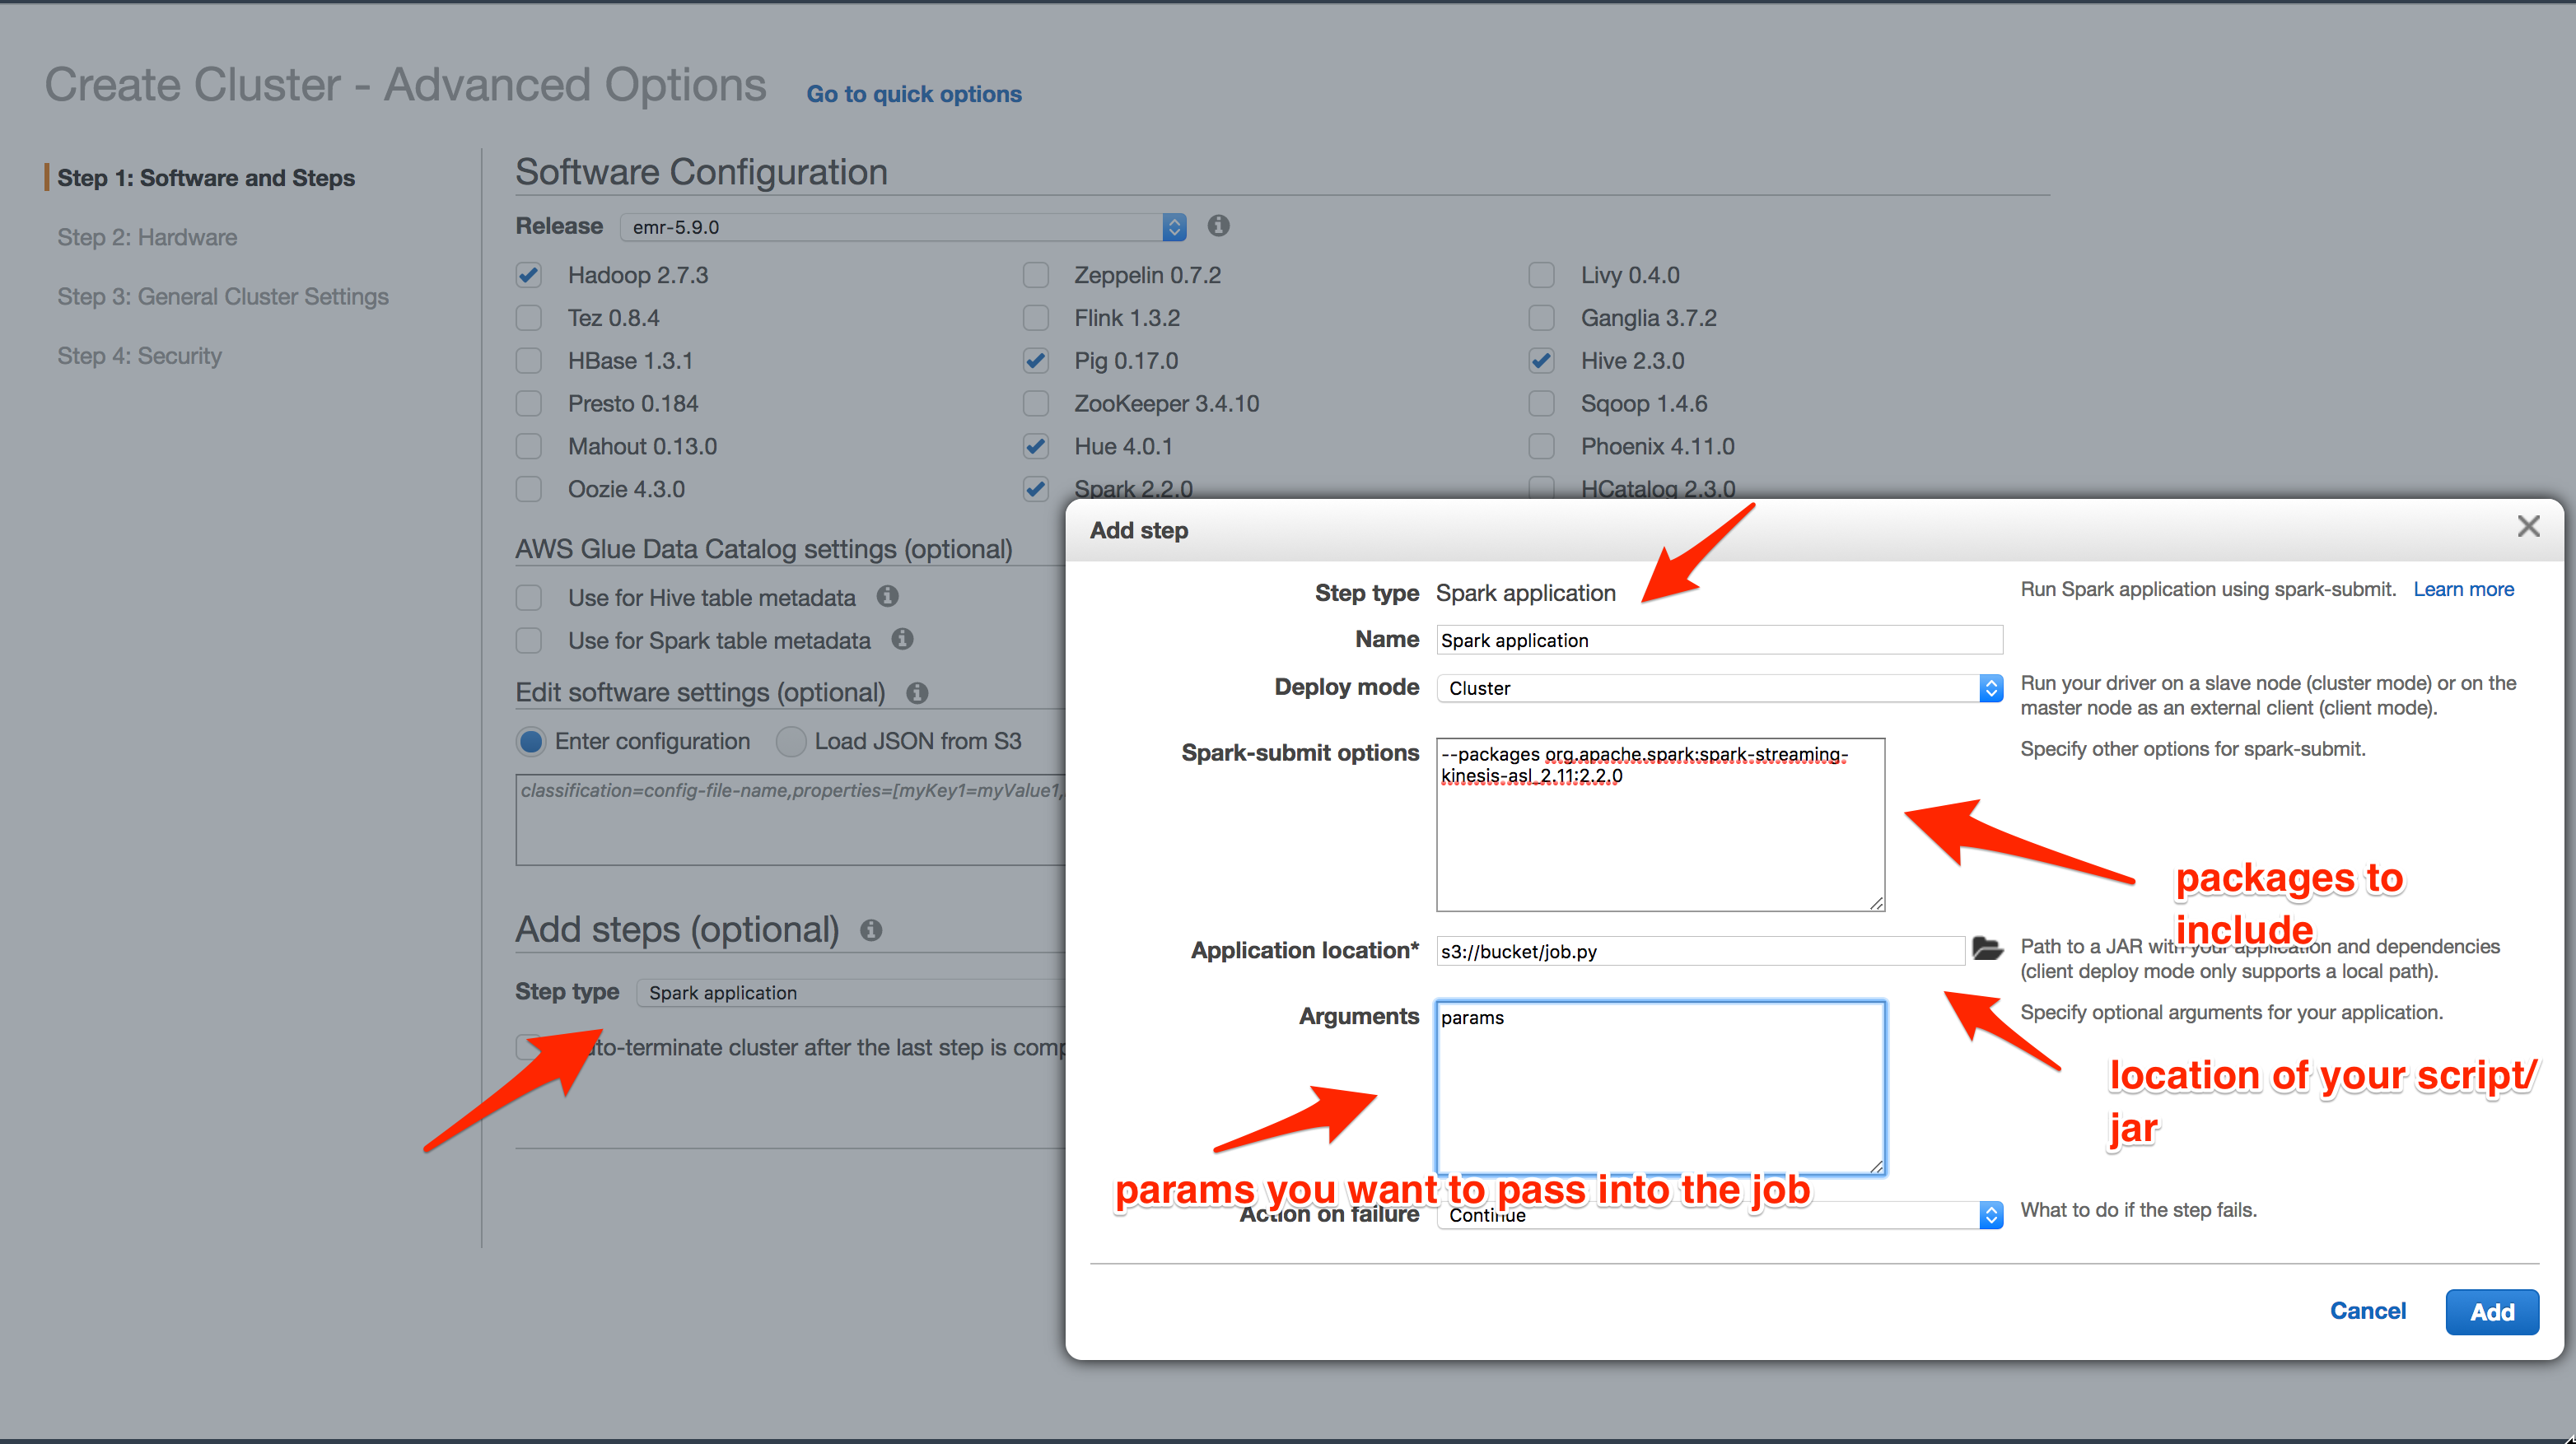 Create Cluster - Advanced Options
Go to quick options
Step 1: Software and Steps
Step 2: Hardware
Step 3: General Cluster Settings
Step 4: Security
Software Configuration
Release
emr-5.9.0
Hadoop 2.7.3
Zeppelin 0.7.2
Livy 0.4.0
Tez 0.8.4
Flink 1.3.2
Ganglia 3.7.2
HBase 1.3.1
Pig 0.17.0
Hive 2.3.0
Presto 0.184
ZooKeeper 3.4.10
Sqoop 1.4.6
Mahout 0.13.0
Hue 4.0.1
Phoenix 4.11.0
Oozie 4.3.0
Spark 2.2.0
HCatalog 2.3.0
AWS Glue Data Catalog settings (optional)
Use for Hive table metadata
Use for Spark table metadata
Edit software settings (optional)
Enter configuration
Load JSON from S3
classification=config-file-name,properties=[myKey1=myValue1,
Add steps (optional)
Step type
Spark application
to-terminate cluster after the last step is comp
Add step
Step type
Spark application
Run Spark application using spark-submit. Learn more
Name
Spark application
Deploy mode
Cluster
Run your driver on a slave node (cluster mode) or on the
master node as an external client (client mode).
Spark-submit options
--packages org.apache.spark:spark-streaming-
kinesis-asl_2.11:2.2.0
Specify other options for spark-submit.
packages to
include
Application location*
s3://bucket/job.py
Path to a JAR with your application and dependencies
(client deploy mode only supports a local path).
Arguments
params
Specify optional arguments for your application.
location of your script/
jar
params you want to pass into the job
Action on failure
Continue
What to do if the step fails.
Cancel
Add